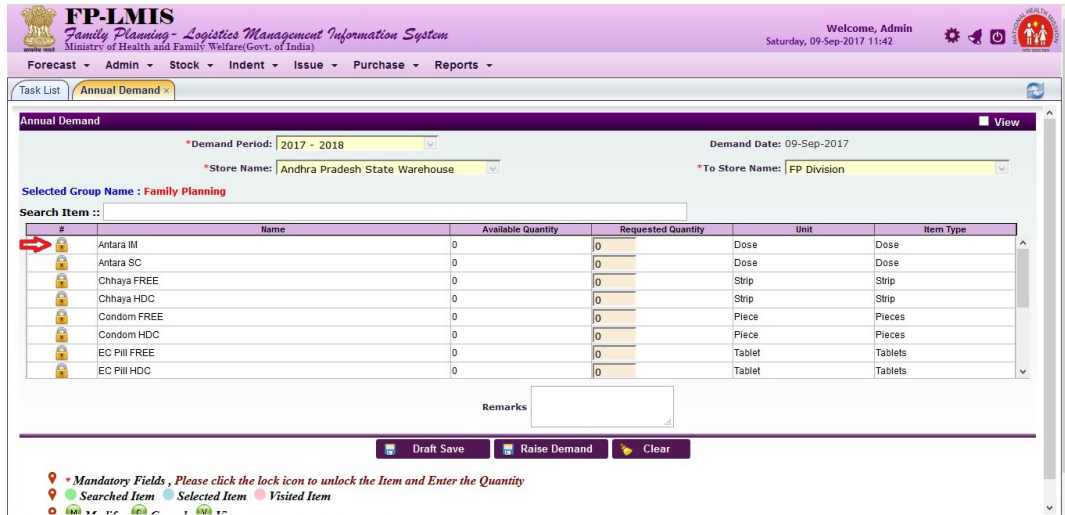 FP-LMIS
Family Planning- Logistics Management Information System
Ministry of Health and Family Welfare(Govt. of India)
Welcome, Admin
Saturday, 09-Sep-2017 11:42
Forecast Admin Stock Indent Issue Purchase Reports
Task List Annual Demand ×
Annual Demand View
*Demand Period: 2017 - 2018 Demand Date: 09-Sep-2017
*Store Name: Andhra Pradesh State Warehouse *To Store Name: FP Division
Selected Group Name : Family Planning
Search Item ::
# Name Available Quantity Requested Quantity Unit Item Type
Antara IM 0 0 Dose Dose
Antara SC 0 0 Dose Dose
Chhaya FREE 0 0 Strip Strip
Chhaya HDC 0 0 Strip Strip
Condom FREE 0 0 Piece Pieces
Condom HDC 0 0 Piece Pieces
EC Pill FREE 0 0 Tablet Tablets
EC Pill HDC 0 0 Tablet Tablets
Remarks
Draft Save Raise Demand Clear
* Mandatory Fields , Please click the lock icon to unlock the Item and Enter the Quantity
Searched Item Selected Item Visited Item